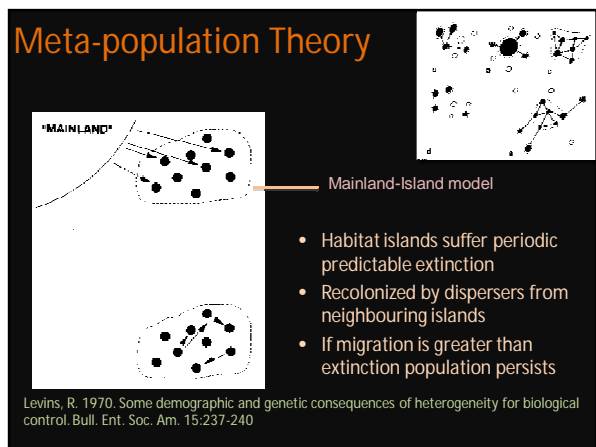 Meta-population Theory
"MAINLAND"
Mainland-Island model
• Habitat islands suffer periodic
predictable extinction
• Recolonized by dispersers from
neighbouring islands
• If migration is greater than
extinction population persists
Levins, R. 1970. Some demographic and genetic consequences of heterogeneity for biological
control. Bull. Ent. Soc. Am. 15:237-240